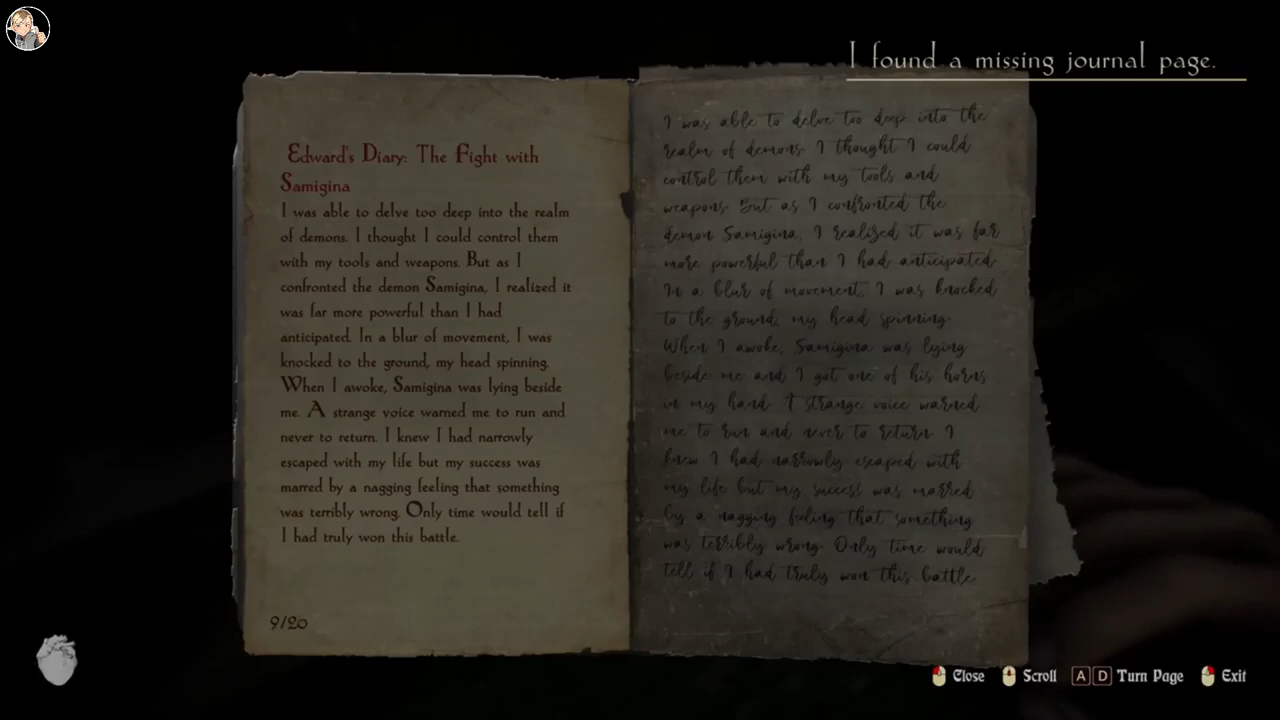 I found a missing journal page.
Edward's Diary: The Fight with
Samigina
I was able to delve too deep into the realm
of demons. I thought I could control them
with my tools and weapons. But as I
confronted the demon Samigina, I realized it
was far more powerful than I had
anticipated. In a blur of movement, I was
knocked to the ground, my head spinning.
When I awoke, Samigina was lying beside
me. A strange voice warned me to run and
never to return. I knew I had narrowly
escaped with my life but my success was
marred by a nagging feeling that something
was terribly wrong. Only time would tell if
I had truly won this battle.
9/20
I was able to delve too deep into the
realm of demons. I thought I could
control them with my tools and
weapons. But as I confronted the
demon Samigina, I realized it was far
more powerful than I had anticipated.
In a blur of movement, I was knocked
to the ground, my head spinning.
When I awoke, Samigina was lying
beside me and I got one of his horns
in my hand. A strange voice warned
me to run and never to return. I
knew I had narrowly escaped with
my life but my success was marred
by a nagging feeling that something
was terribly wrong. Only time would
tell if I had truly won this battle.
Close Scroll A D Turn Page Exit